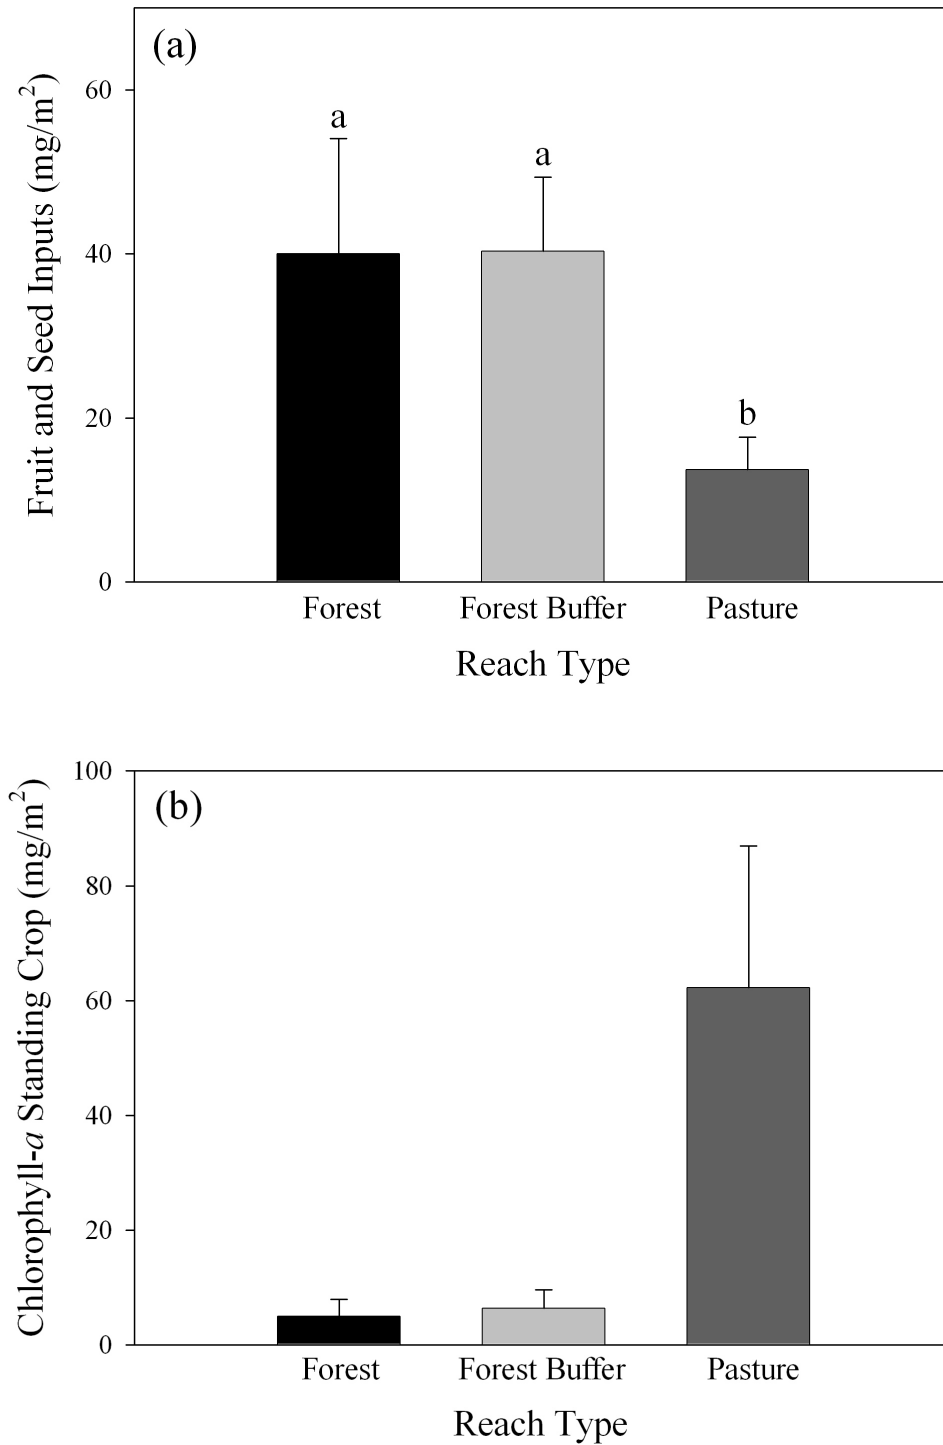 (a)
Fruit and Seed Inputs (mg/m²)
60
40
20
0
a
a
b
Forest Forest Buffer Pasture
Reach Type
(b)
Chlorophyll-a Standing Crop (mg/m²)
100
80
60
40
20
0
Forest Forest Buffer Pasture
Reach Type